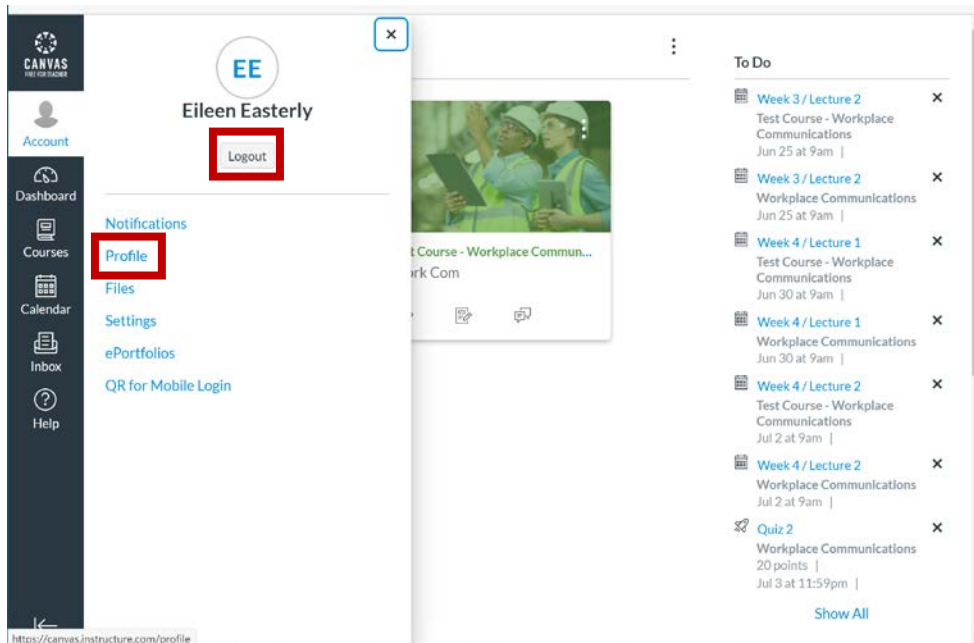 CANVAS
FREE FOR TEACHER
Account
Dashboard
Courses
Calendar
Inbox
Help
EE
Eileen Easterly
Logout
Notifications
Profile
Files
Settings
ePortfolios
QR for Mobile Login
t Course - Workplace Commun...
ork Com
To Do
Week 3 / Lecture 2
Test Course - Workplace
Communications
Jun 25 at 9am |
Week 3 / Lecture 2
Workplace Communications
Jun 25 at 9am |
Week 4 / Lecture 1
Test Course - Workplace
Communications
Jun 30 at 9am |
Week 4 / Lecture 1
Workplace Communications
Jun 30 at 9am |
Week 4 / Lecture 2
Test Course - Workplace
Communications
Jul 2 at 9am |
Week 4 / Lecture 2
Workplace Communications
Jul 2 at 9am |
Quiz 2
Workplace Communications
20 points |
Jul 3 at 11:59pm |
Show All
https://canvas.instructure.com/profile